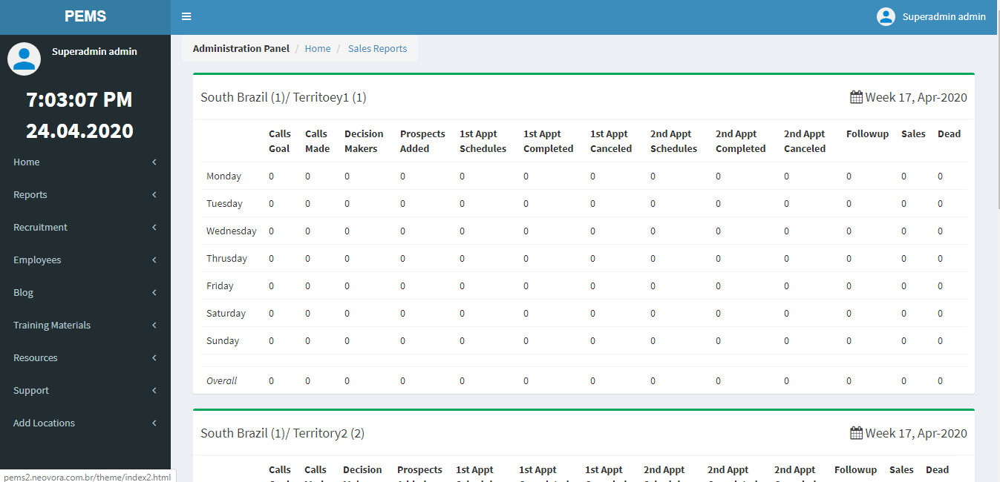 PEMS
Superadmin admin
Superadmin admin
7:03:07 PM
24.04.2020
Home
Reports
Recruitment
Employees
Blog
Training Materials
Resources
Support
Add Locations
pems2.neovora.com.br/theme/index2.html
Administration Panel / Home / Sales Reports
South Brazil (1)/ Territoey1 (1) Week 17, Apr-2020
Calls Goal Calls Made Decision Makers Prospects Added 1st Appt Schedules 1st Appt Completed 1st Appt Canceled 2nd Appt Schedules 2nd Appt Completed 2nd Appt Canceled Followup Sales Dead
Monday 0 0 0 0 0 0 0 0 0 0 0 0 0
Tuesday 0 0 0 0 0 0 0 0 0 0 0 0 0
Wednesday 0 0 0 0 0 0 0 0 0 0 0 0 0
Thrusday 0 0 0 0 0 0 0 0 0 0 0 0 0
Friday 0 0 0 0 0 0 0 0 0 0 0 0 0
Saturday 0 0 0 0 0 0 0 0 0 0 0 0 0
Sunday 0 0 0 0 0 0 0 0 0 0 0 0 0
Overall 0 0 0 0 0 0 0 0 0 0 0 0 0
South Brazil (1)/ Territory2 (2) Week 17, Apr-2020
Calls Calls Decision Prospects 1st Appt 1st Appt 1st Appt 2nd Appt 2nd Appt 2nd Appt Followup Sales Dead